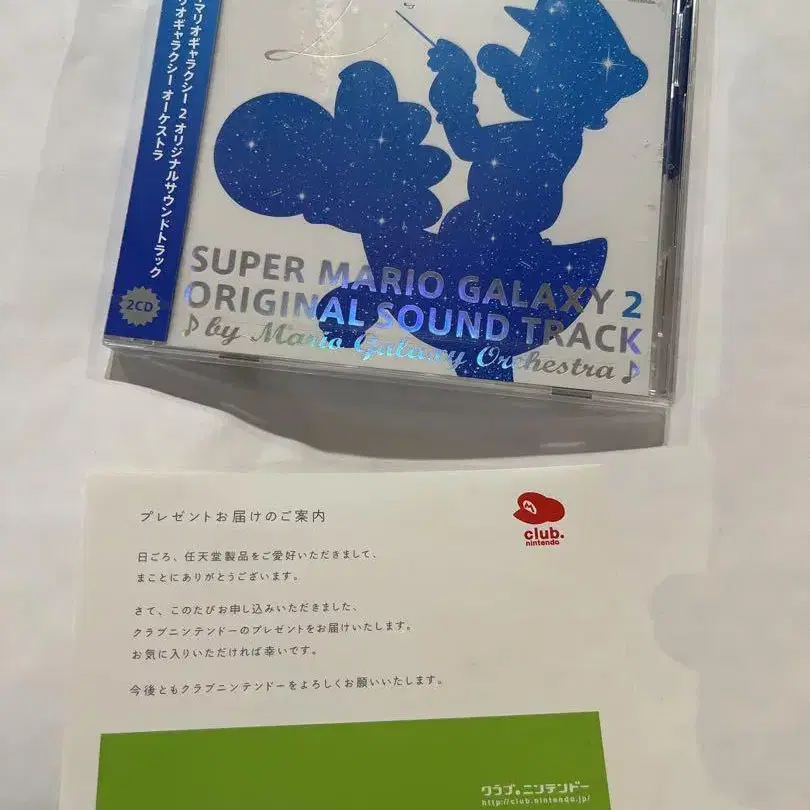 マリオギャラクシー 2 オリジナルサウンドトラック
リオギャラクシー オーケストラ
2CD
2
SUPER MARIO GALAXY 2
ORIGINAL SOUND TRACK
♪by Mario Galaxy Orchestra♪
プレゼントお届けのご案内
club.
nintendo
日ごろ、任天堂製品をご愛好いただきまして、
まことにありがとうございます。
さて、このたびお申し込みいただきました、
クラブニンテンドーのプレゼントをお届けいたします。
お気に入りいただければ幸いです。
今後ともクラブニンテンドーをよろしくお願いいたします。
クラブ。ニンテンドー
http://club.nintendo.jp/